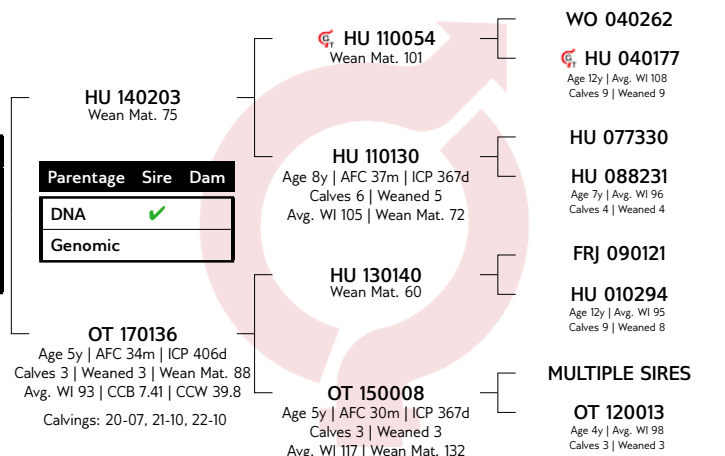 HU 140203
Wean Mat. 75
Parentage Sire Dam
DNA ✔
Genomic
OT 170136
Age 5y | AFC 34m | ICP 406d
Calves 3 | Weaned 3 | Wean Mat. 88
Avg. WI 93 | CCB 7.41 | CCW 39.8
Calvings: 20-07, 21-10, 22-10
HU 110054
Wean Mat. 101
HU 110130
Age 8y | AFC 37m | ICP 367d
Calves 6 | Weaned 5
Avg. WI 105 | Wean Mat. 72
HU 130140
Wean Mat. 60
OT 150008
Age 5y | AFC 30m | ICP 367d
Calves 3 | Weaned 3
Avg. WI 117 | Wean Mat. 132
WO 040262
HU 040177
Age 12y | Avg. WI 108
Calves 9 | Weaned 9
HU 077330
HU 088231
Age 7y | Avg. WI 96
Calves 4 | Weaned 4
FRJ 090121
HU 010294
Age 12y | Avg. WI 95
Calves 9 | Weaned 8
MULTIPLE SIRES
OT 120013
Age 4y | Avg. WI 98
Calves 3 | Weaned 3